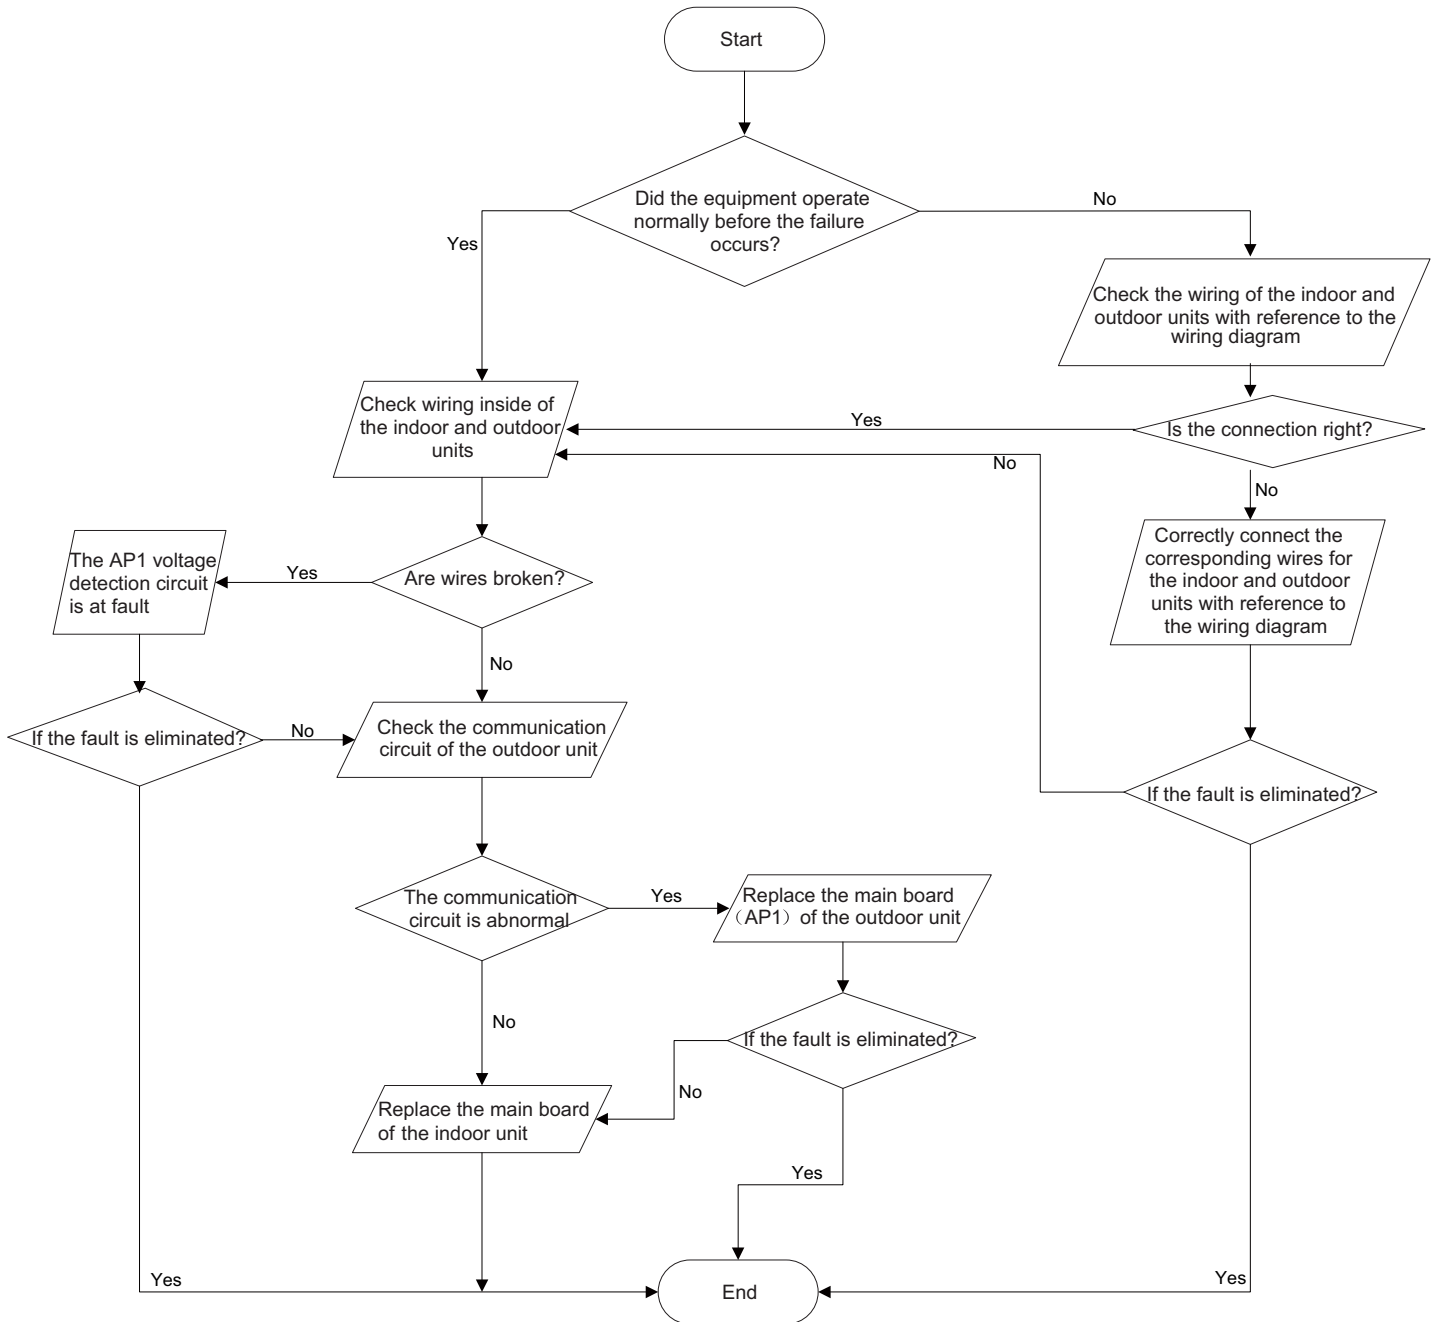 Start
Did the equipment operate
normally before the failure
occurs?
Yes
No
Check the wiring of the indoor and
outdoor units with reference to the
wiring diagram
Check wiring inside of
the indoor and outdoor
units
Yes
Is the connection right?
No
No
Correctly connect the
corresponding wires for
the indoor and outdoor
units with reference to
the wiring diagram
The AP1 voltage
detection circuit
is at fault
Yes
Are wires broken?
No
If the fault is eliminated?
No
Check the communication
circuit of the outdoor unit
If the fault is eliminated?
The communication
circuit is abnormal
Yes
Replace the main board
（AP1）of the outdoor unit
No
If the fault is eliminated?
No
Replace the main board
of the indoor unit
Yes
Yes
End
Yes